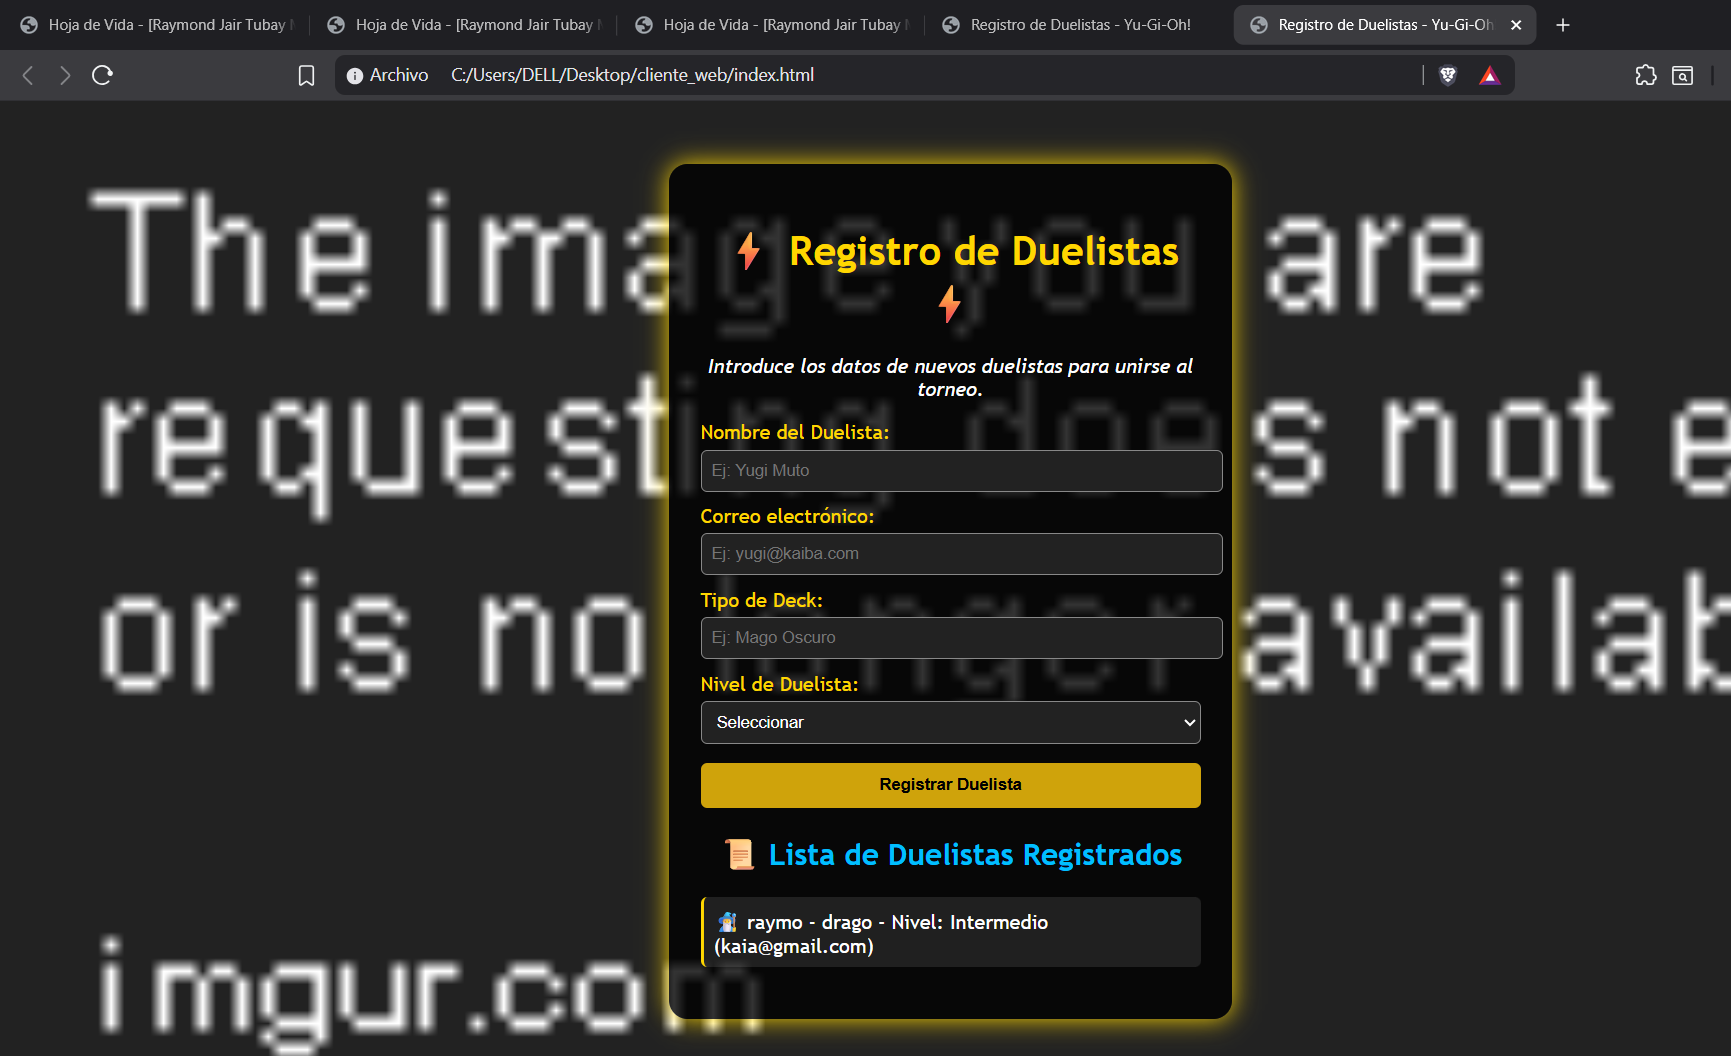 Hoja de Vida - [Raymond Jair Tubay
Hoja de Vida - [Raymond Jair Tubay
Hoja de Vida - [Raymond Jair Tubay
Registro de Duelistas - Yu-Gi-Oh!
Registro de Duelistas - Yu-Gi-Oh
Archivo C:/Users/DELL/Desktop/cliente_web/index.html
The image you are
requesting does not e
or is no longer availab
imgur.com
⚡ Registro de Duelistas
⚡
Introduce los datos de nuevos duelistas para unirse al
torneo.
Nombre del Duelista:
Ej: Yugi Muto
Correo electrónico:
Ej: yugi@kaiba.com
Tipo de Deck:
Ej: Mago Oscuro
Nivel de Duelista:
Seleccionar
Registrar Duelista
📜 Lista de Duelistas Registrados
🧙‍♂️ raymo - drago - Nivel: Intermedio
(kaia@gmail.com)